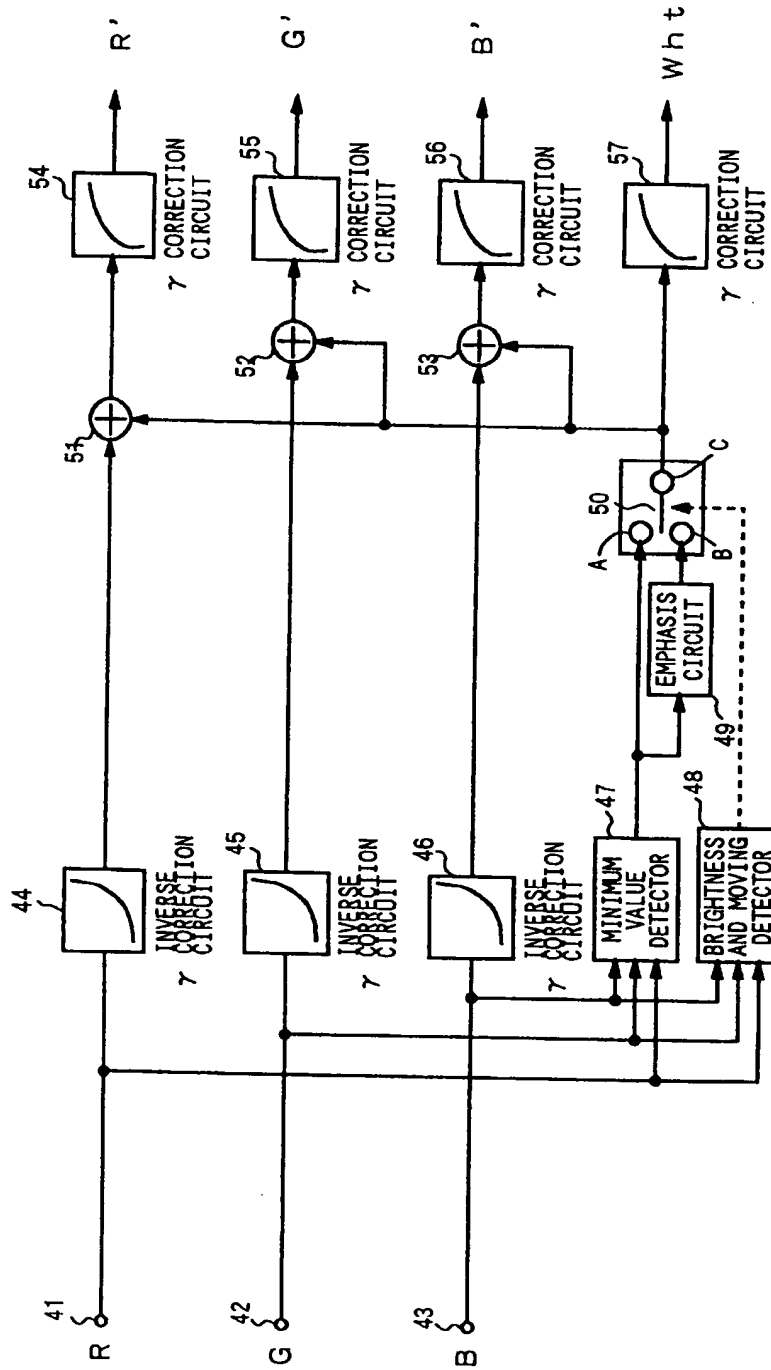 R'
54
γ CORRECTION
CIRCUIT
51
44
INVERSE
CORRECTION
CIRCUIT
γ
41
R
G'
55
γ CORRECTION
CIRCUIT
52
45
INVERSE
CORRECTION
CIRCUIT
γ
42
G
B'
56
γ CORRECTION
CIRCUIT
53
46
INVERSE
CORRECTION
CIRCUIT
γ
43
B
Wht
57
γ CORRECTION
CIRCUIT
50
A
B
C
EMPHASIS
CIRCUIT
49
47
MINIMUM
VALUE
DETECTOR
48
BRIGHTNESS
AND MOVING
DETECTOR